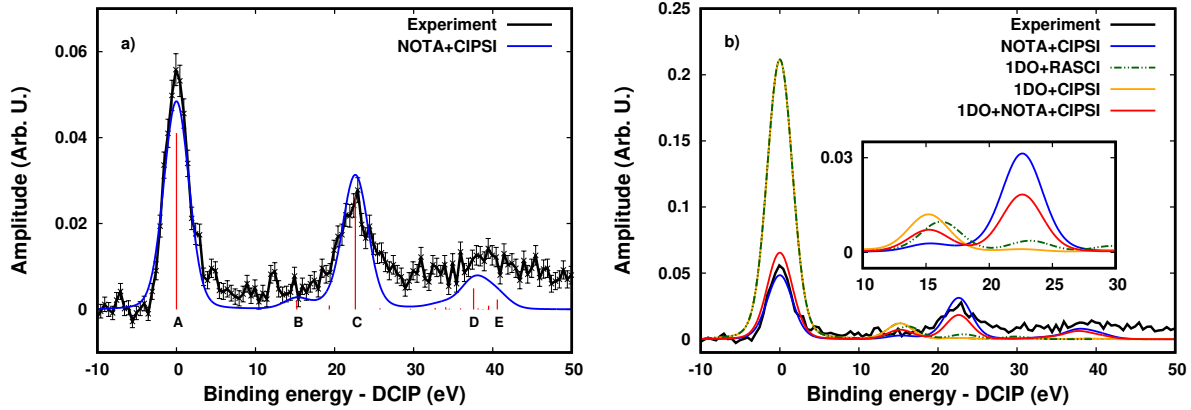 a)
Experiment
NOTA+CIPSI
0.06
0.04
0.02
0
Amplitude (Arb. U.)
A
B
C
D
E
-10
0
10
20
30
40
50
Binding energy - DCIP (eV)
b)
Experiment
NOTA+CIPSI
1DO+RASCI
1DO+CIPSI
1DO+NOTA+CIPSI
0.25
0.2
0.15
0.1
0.05
0
Amplitude (Arb. U.)
0.03
0
10
15
20
25
30
-10
0
10
20
30
40
50
Binding energy - DCIP (eV)